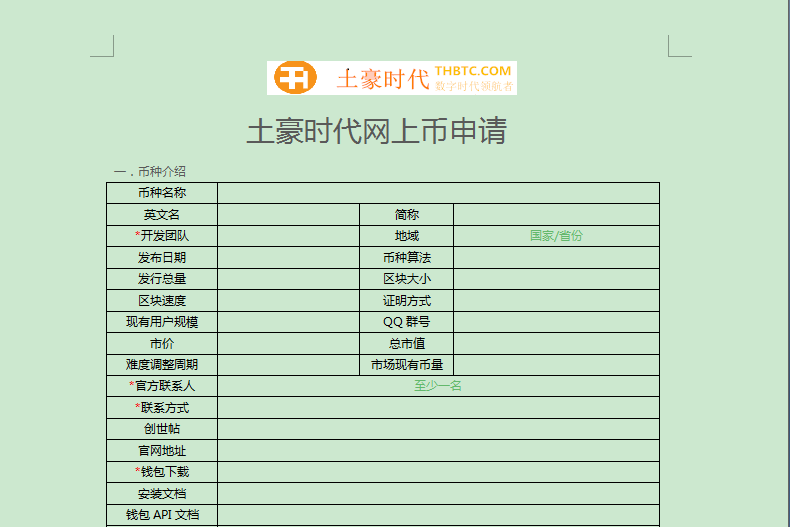 土豪时代 THBTC.COM
数字时代领航者
土豪时代网上币申请
一．币种介绍
币种名称
英文名 简称
*开发团队 地域 国家/省份
发布日期 币种算法
发行总量 区块大小
区块速度 证明方式
现有用户规模 QQ 群号
市价 总市值
难度调整周期 市场现有币量
*官方联系人 至少一名
*联系方式
创世帖
官网地址
*钱包下载
安装文档
钱包 API 文档